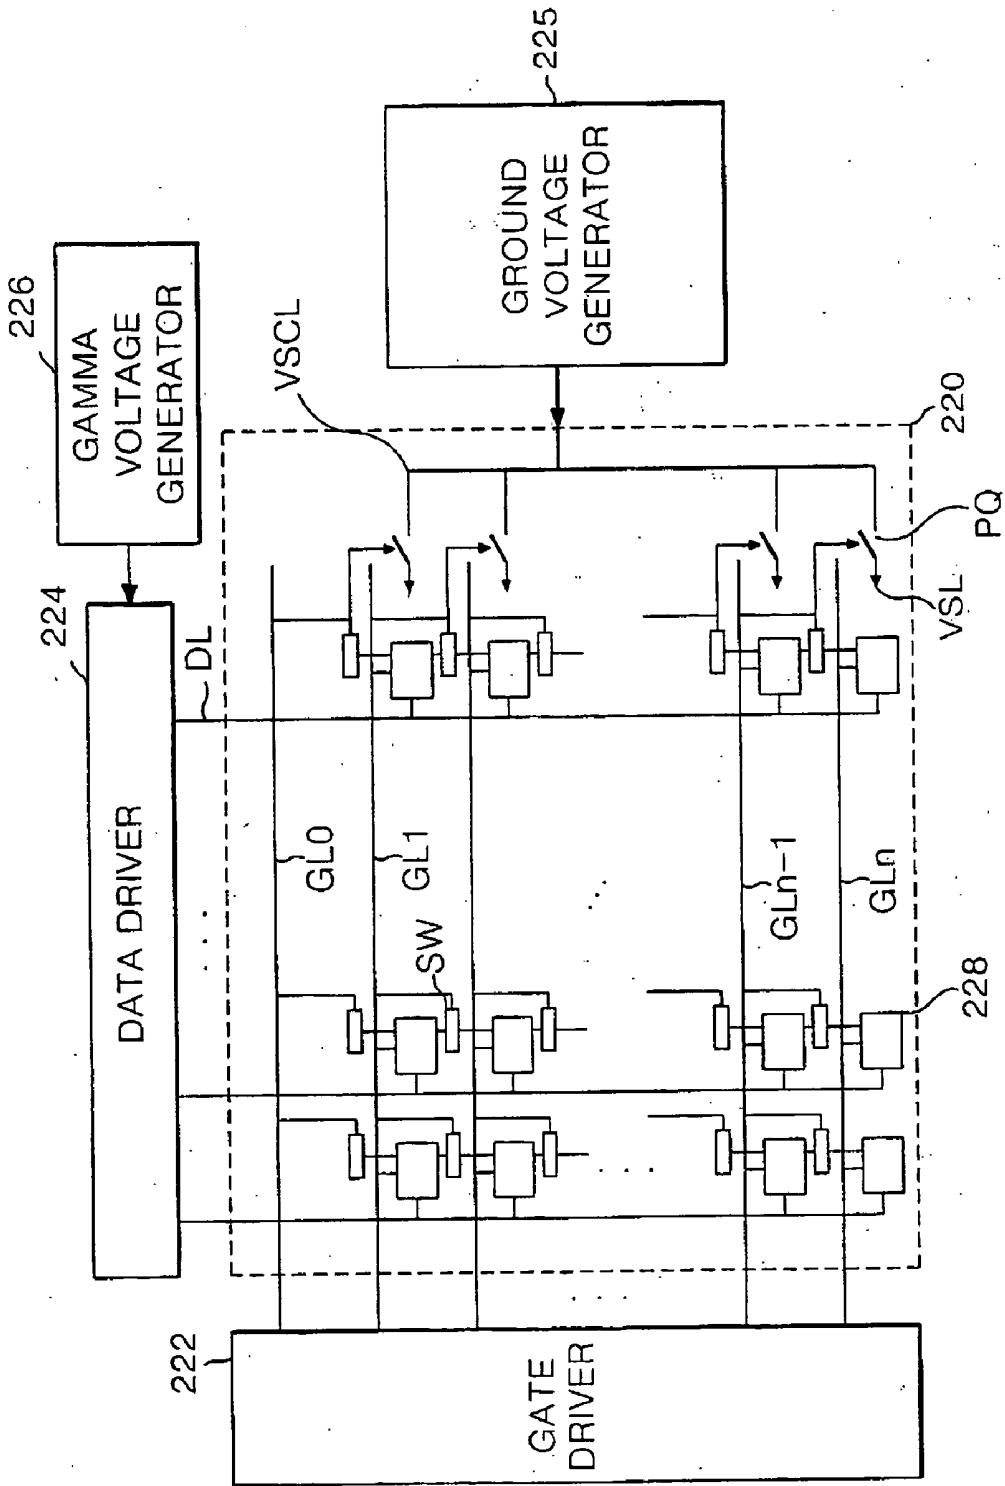 226
GAMMA
VOLTAGE
GENERATOR
224
DATA DRIVER
DL
VSCL
225
GROUND
VOLTAGE
GENERATOR
222
GATE
DRIVER
GL0
GL1
SW
GLn-1
GLn
228
VSL
PQ
220